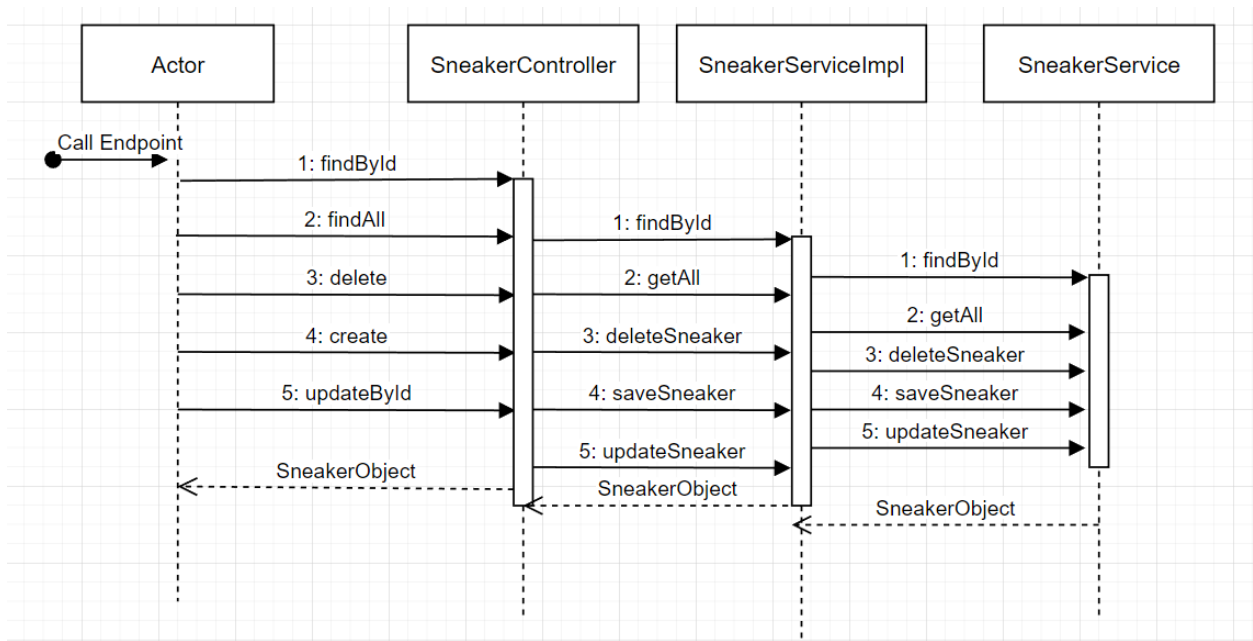 Actor
SneakerController
SneakerServiceImpl
SneakerService
Call Endpoint
1: findById
2: findAll
1: findById
1: findById
3: delete
2: getAll
2: getAll
4: create
3: deleteSneaker
3: deleteSneaker
5: updateById
4: saveSneaker
4: saveSneaker
5: updateSneaker
5: updateSneaker
SneakerObject
SneakerObject
SneakerObject